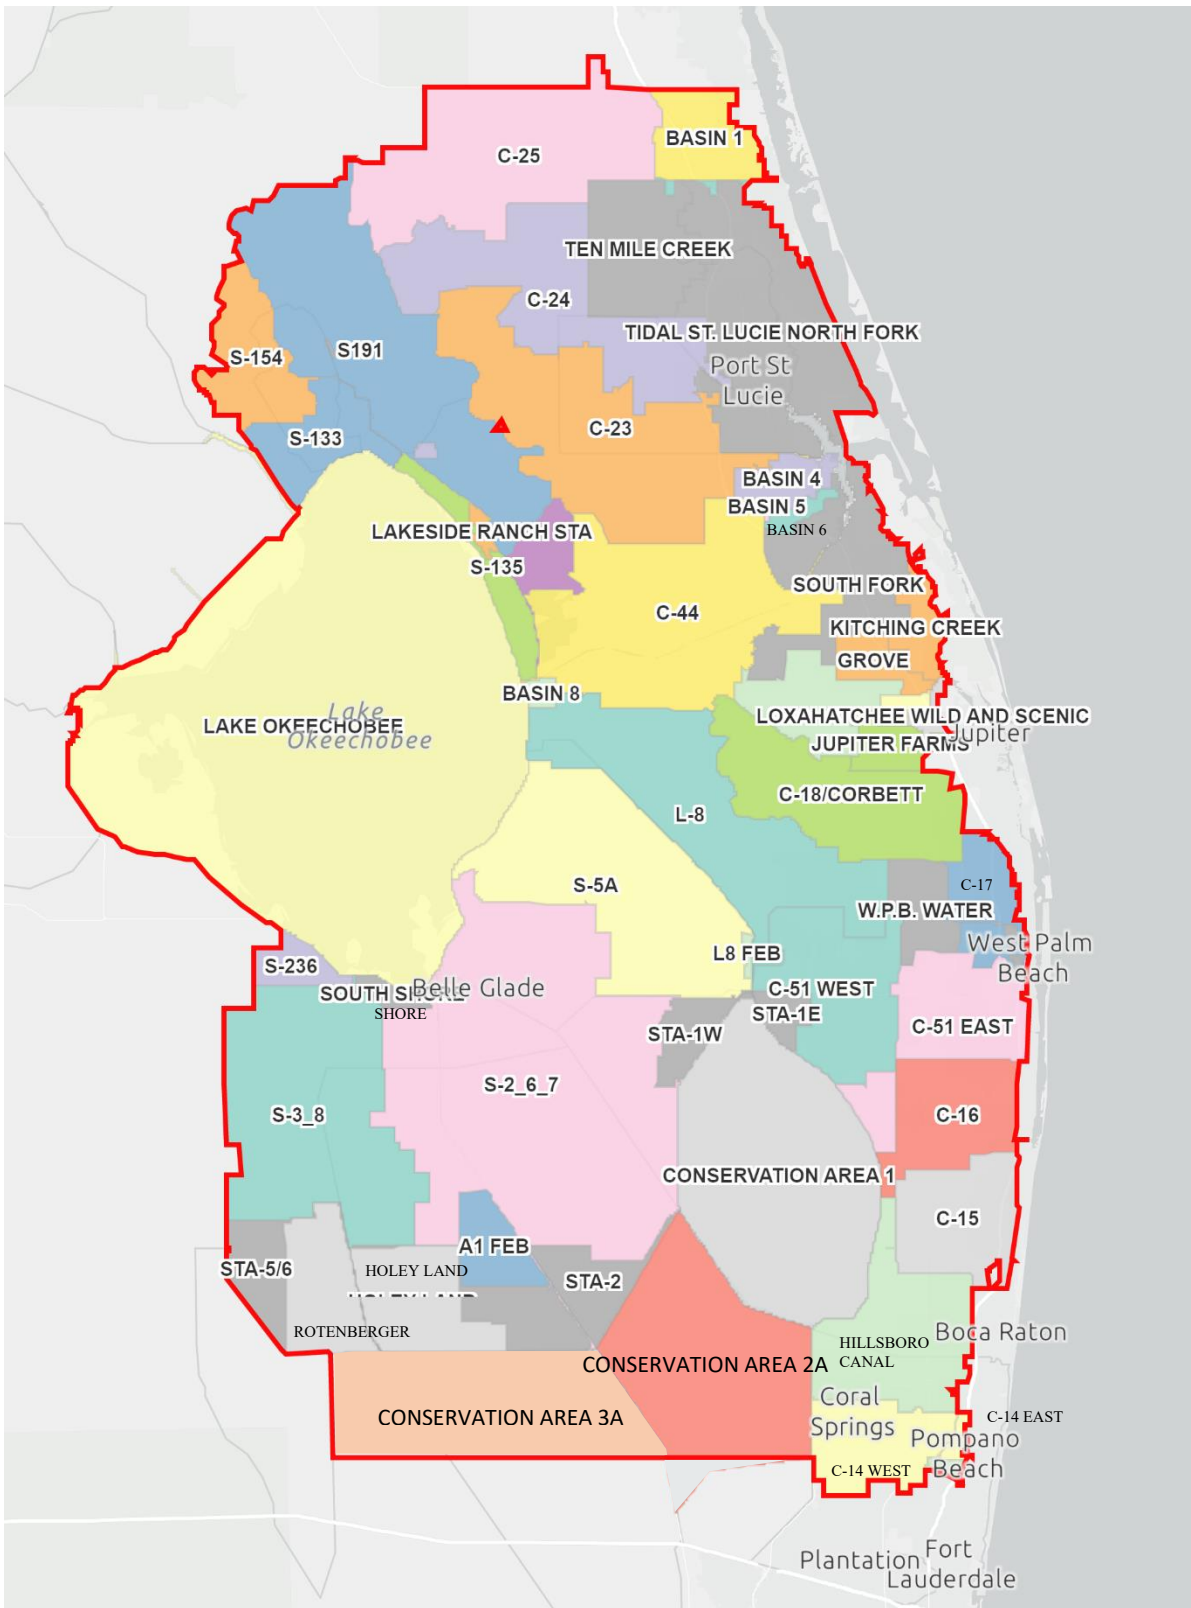 BASIN 1
C-25
TEN MILE CREEK
C-24
TIDAL ST. LUCIE NORTH FORK
S191
S-154
Port St
Lucie
C-23
S-133
BASIN 4
BASIN 5
BASIN 6
LAKESIDE RANCH STA
S-135
SOUTH FORK
C-44
KITCHING CREEK
GROVE
BASIN 8
LAKE OKEECHOBEE
Lake
Okeechobee
LOXAHATCHEE WILD AND SCENIC
Jupiter
JUPITER FARMS
C-18/CORBETT
L-8
S-5A
C-17
W.P.B. WATER
West Palm
Beach
L8 FEB
S-236
SOUTH SHORE
Belle Glade
SHORE
C-51 WEST
STA-1E
STA-1W
C-51 EAST
S-2_6_7
S-3_8
C-16
CONSERVATION AREA 1
C-15
A1 FEB
STA-5/6
HOLEY LAND
STA-2
HOLEY LAND
ROTENBERGER
HILLSBORO
CANAL
Boca Raton
CONSERVATION AREA 2A
Coral
Springs
CONSERVATION AREA 3A
C-14 EAST
Pompano
Beach
C-14 WEST
Plantation
Fort
Lauderdale